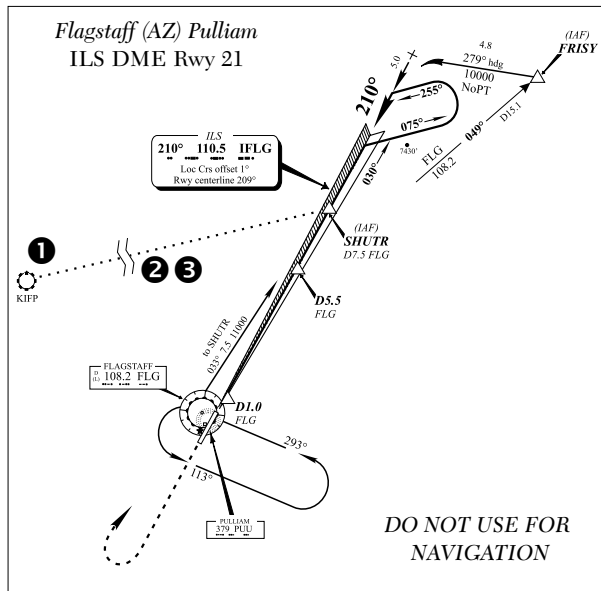 Flagstaff (AZ) Pulliam
ILS DME Rwy 21
(IAF)
FRISY
4.8
279° hdg
10000
NoPT
5.0
210°
255°
075°
049°
D15.1
FLG
108.2
7430'
030°
ILS
210° 110.5 IFLG
Loc Crs offset 1°
Rwy centerline 209°
(IAF)
SHUTR
D7.5 FLG
1
2 3
KIFP
D5.5
FLG
to SHUTR
033° 7.5 11000
FLAGSTAFF
D
(L) 108.2 FLG
D1.0
FLG
293°
113°
PULLIAM
379 PUU
DO NOT USE FOR
NAVIGATION